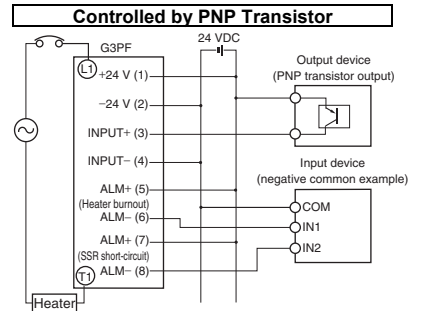 Controlled by PNP Transistor
24 VDC
G3PF
L1
+24 V (1)
−24 V (2)
INPUT+ (3)
INPUT− (4)
ALM+ (5)
(Heater burnout)
ALM− (6)
ALM+ (7)
(SSR short-circuit)
ALM− (8)
T1
Heater
Output device
(PNP transistor output)
Input device
(negative common example)
COM
IN1
IN2